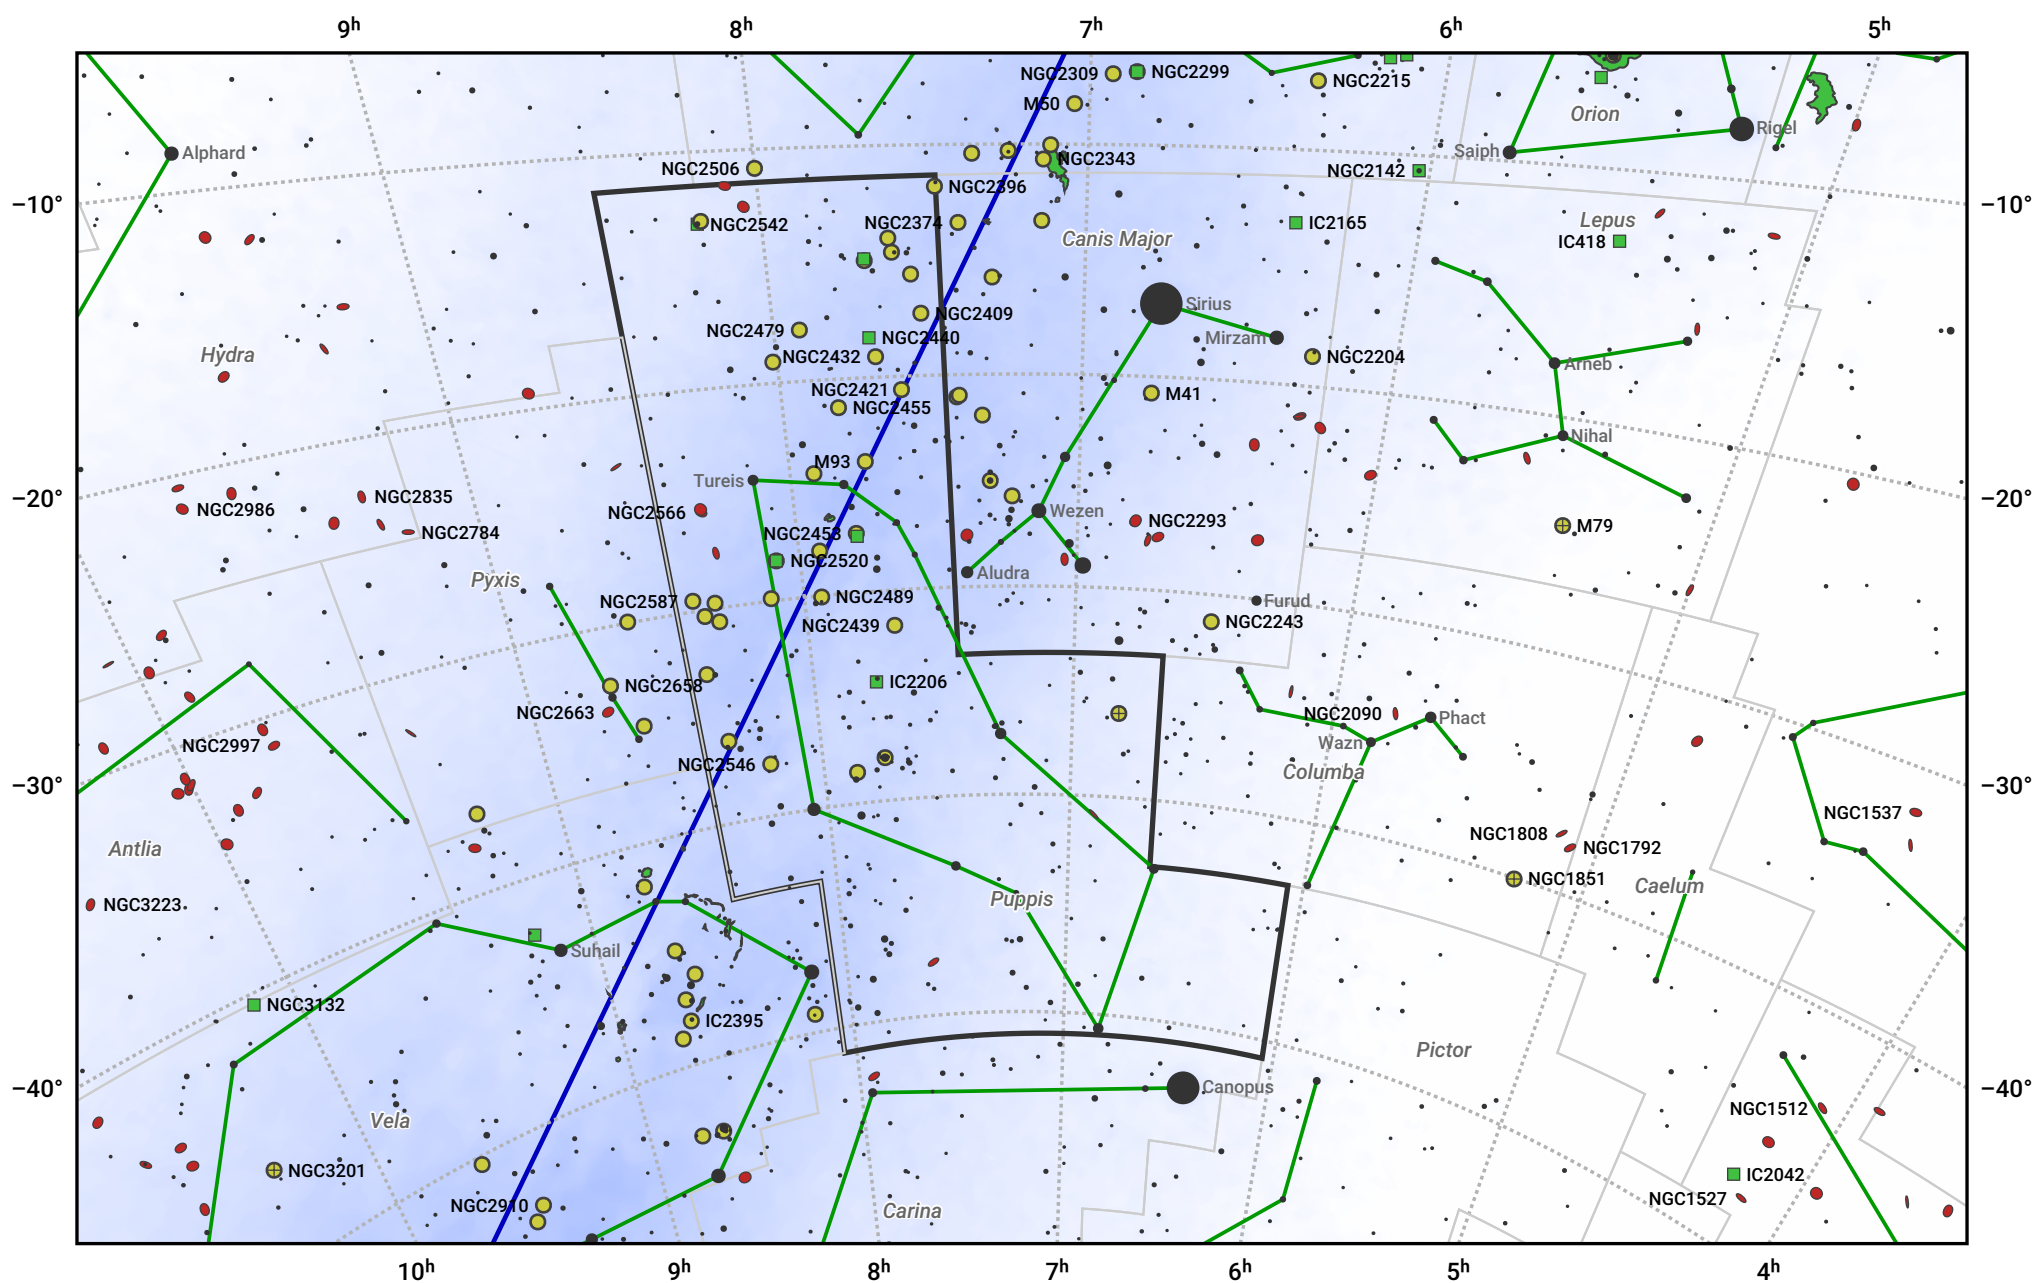 9ʰ 8ʰ 7ʰ 6ʰ 5ʰ
NGC2309 NGC2299 NGC2215
M50
Orion
Rigel
Alphard
Saiph
NGC2343
NGC2506
NGC2142
NGC2396
−10° −10°
NGC2542 NGC2374
IC2165
Lepus
Canis Major
IC418
Sirius
NGC2409
NGC2479 NGC2440 Mirzam
Hydra
NGC2432 NGC2204
Arneb
NGC2421 M41
NGC2455
Nihal
M93
Tureis
−20° −20°
NGC2835
NGC2986 NGC2566 Wezen
NGC2293 M79
NGC2784 NGC2453
NGC2520
Aludra
Pyxis
NGC2587 NGC2489 Furud
NGC2439 NGC2243
NGC2658 IC2206
NGC2663 NGC2090 Phact
NGC2997 Wazn
NGC2546 Columba
−30° −30°
NGC1537
NGC1808
Antlia NGC1792
NGC1851
Caelum
Puppis
NGC3223
Suhail
NGC3132
IC2395
Pictor
−40° Canopus −40°
NGC1512
Vela
NGC3201 IC2042
NGC1527
NGC2910
Carina
10ʰ 9ʰ 8ʰ 7ʰ 6ʰ 5ʰ 4ʰ